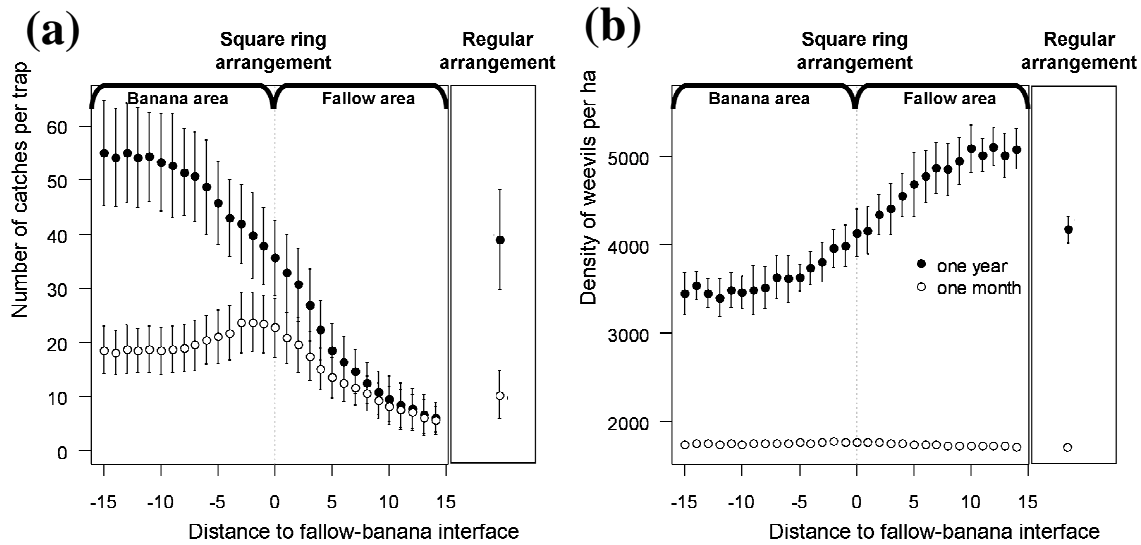 (a)
Square ring
arrangement
Regular
arrangement
Banana area
Fallow area
Number of catches per trap
60
50
40
30
20
10
0
-15 -10 -5 0 5 10 15
Distance to fallow-banana interface
(b)
Square ring
arrangement
Regular
arrangement
Banana area
Fallow area
Density of weevils per ha
5000
4000
3000
2000
one year
one month
-15 -10 -5 0 5 10 15
Distance to fallow-banana interface